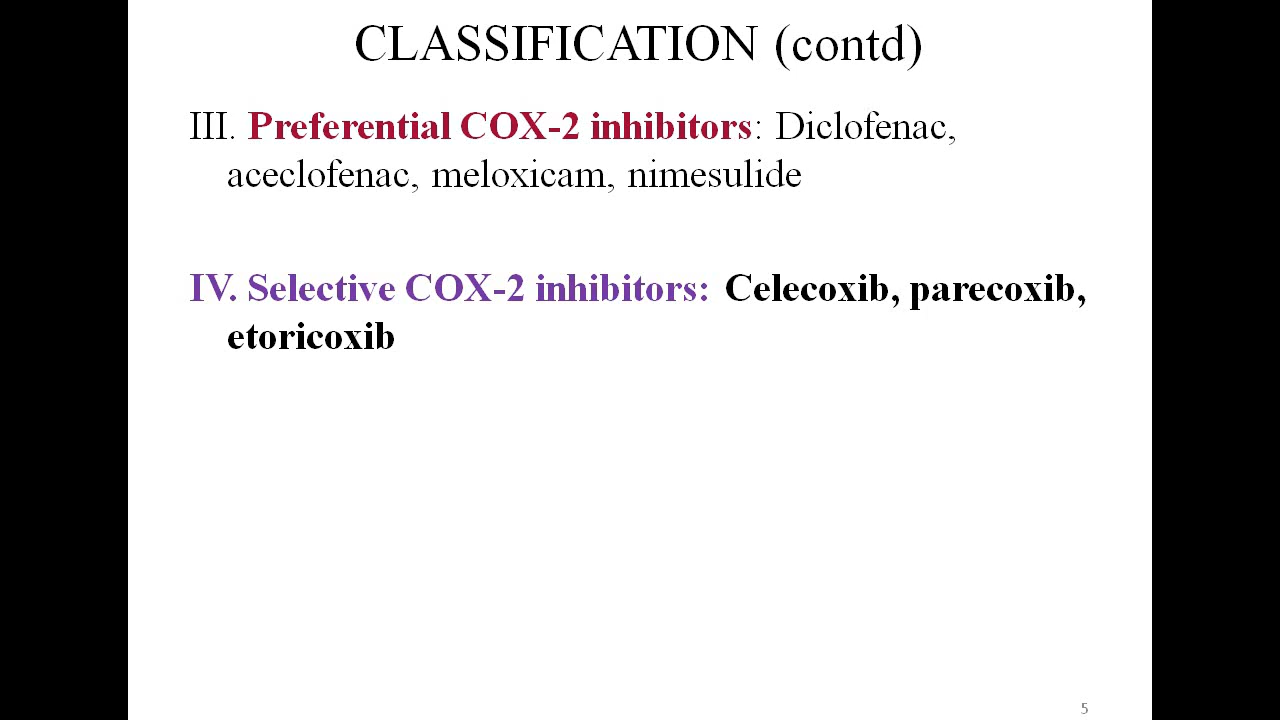 CLASSIFICATION (contd)
III. Preferential COX-2 inhibitors: Diclofenac,
aceclofenac, meloxicam, nimesulide
IV. Selective COX-2 inhibitors: Celecoxib, parecoxib,
etoricoxib
5